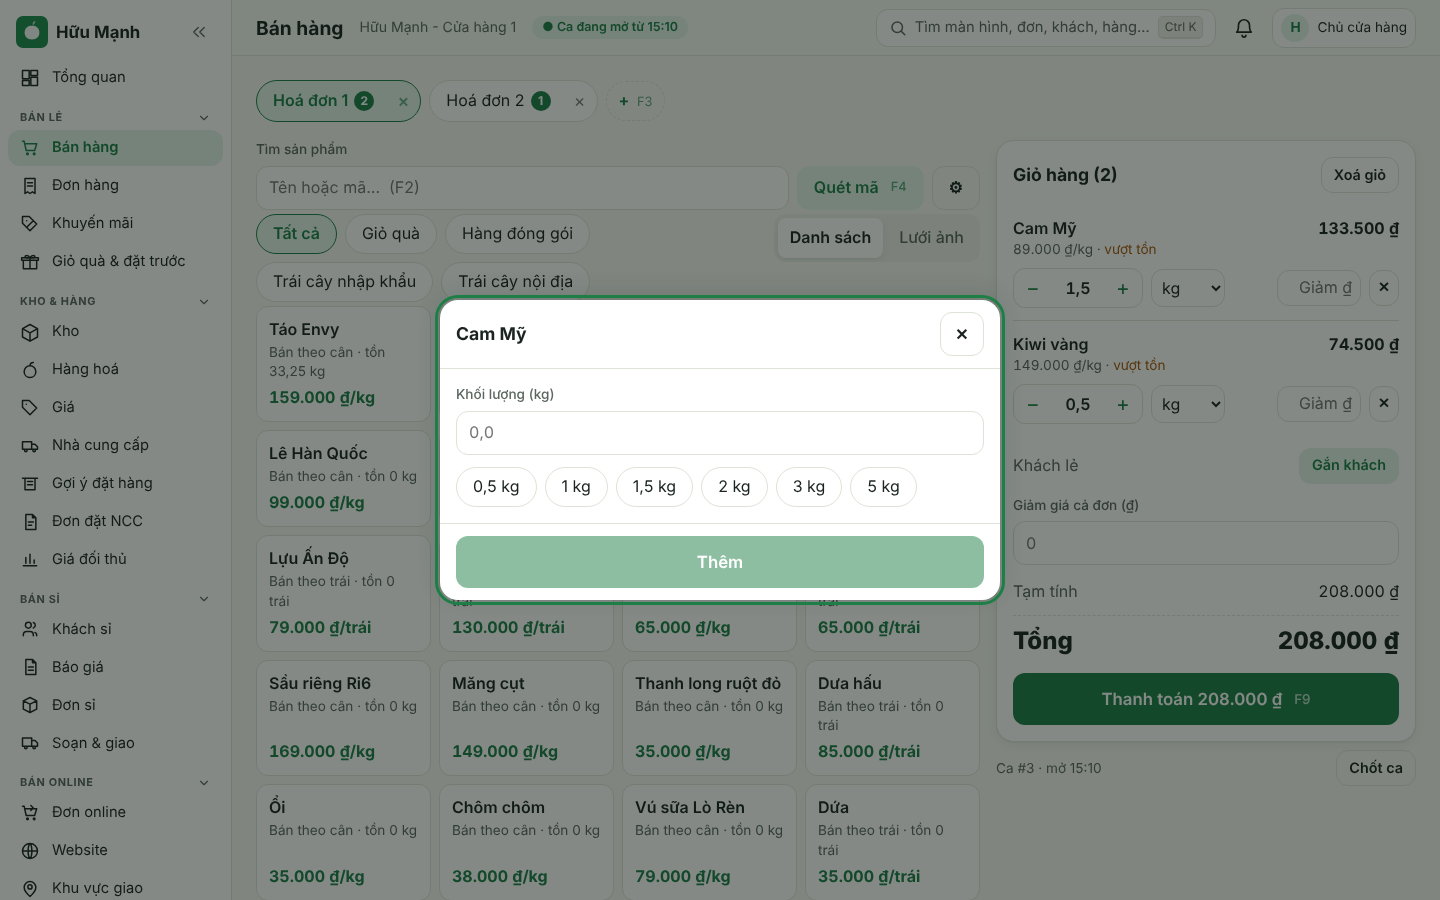 Hữu Mạnh
Tổng quan
BÁN LẺ
Bán hàng
Đơn hàng
Khuyến mãi
Giỏ quà & đặt trước
KHO & HÀNG
Kho
Hàng hoá
Giá
Nhà cung cấp
Gợi ý đặt hàng
Đơn đặt NCC
Giá đối thủ
BÁN SỈ
Khách sỉ
Báo giá
Đơn sỉ
Soạn & giao
BÁN ONLINE
Đơn online
Website
Khu vực giao
Bán hàng Hữu Mạnh - Cửa hàng 1 Ca đang mở từ 15:10 Tìm màn hình, đơn, khách, hàng... Ctrl K H Chủ cửa hàng
Hoá đơn 1 2 × Hoá đơn 2 1 × + F3
Tìm sản phẩm
Tên hoặc mã... (F2) Quét mã F4
Tất cả Giỏ quà Hàng đóng gói Danh sách Lưới ảnh
Trái cây nhập khẩu Trái cây nội địa
Táo Envy
Bán theo cân · tồn
33,25 kg
159.000 ₫/kg
Lê Hàn Quốc
Bán theo cân · tồn 0 kg
99.000 ₫/kg
Lựu Ấn Độ
Bán theo trái · tồn 0
trái
79.000 ₫/trái 130.000 ₫/trái 65.000 ₫/kg 65.000 ₫/trái
Sầu riêng Ri6 Măng cụt Thanh long ruột đỏ Dưa hấu
Bán theo cân · tồn 0 kg Bán theo cân · tồn 0 kg Bán theo cân · tồn 0 kg Bán theo trái · tồn 0
trái
169.000 ₫/kg 149.000 ₫/kg 35.000 ₫/kg 85.000 ₫/trái
Ổi Chôm chôm Vú sữa Lò Rèn Dứa
Bán theo cân · tồn 0 kg Bán theo cân · tồn 0 kg Bán theo cân · tồn 0 kg Bán theo trái · tồn 0
trái
35.000 ₫/kg 38.000 ₫/kg 79.000 ₫/kg 35.000 ₫/trái
Cam Mỹ ×
Khối lượng (kg)
0,0
0,5 kg 1 kg 1,5 kg 2 kg 3 kg 5 kg
Thêm
Giỏ hàng (2) Xoá giỏ
Cam Mỹ 133.500 ₫
89.000 ₫/kg · vượt tồn
− 1,5 + kg Giảm ₫ ×
Kiwi vàng 74.500 ₫
149.000 ₫/kg · vượt tồn
− 0,5 + kg Giảm ₫ ×
Khách lẻ Gắn khách
Giảm giá cả đơn (₫)
0
Tạm tính 208.000 ₫
Tổng 208.000 ₫
Thanh toán 208.000 ₫ F9
Ca #3 · mở 15:10 Chốt ca